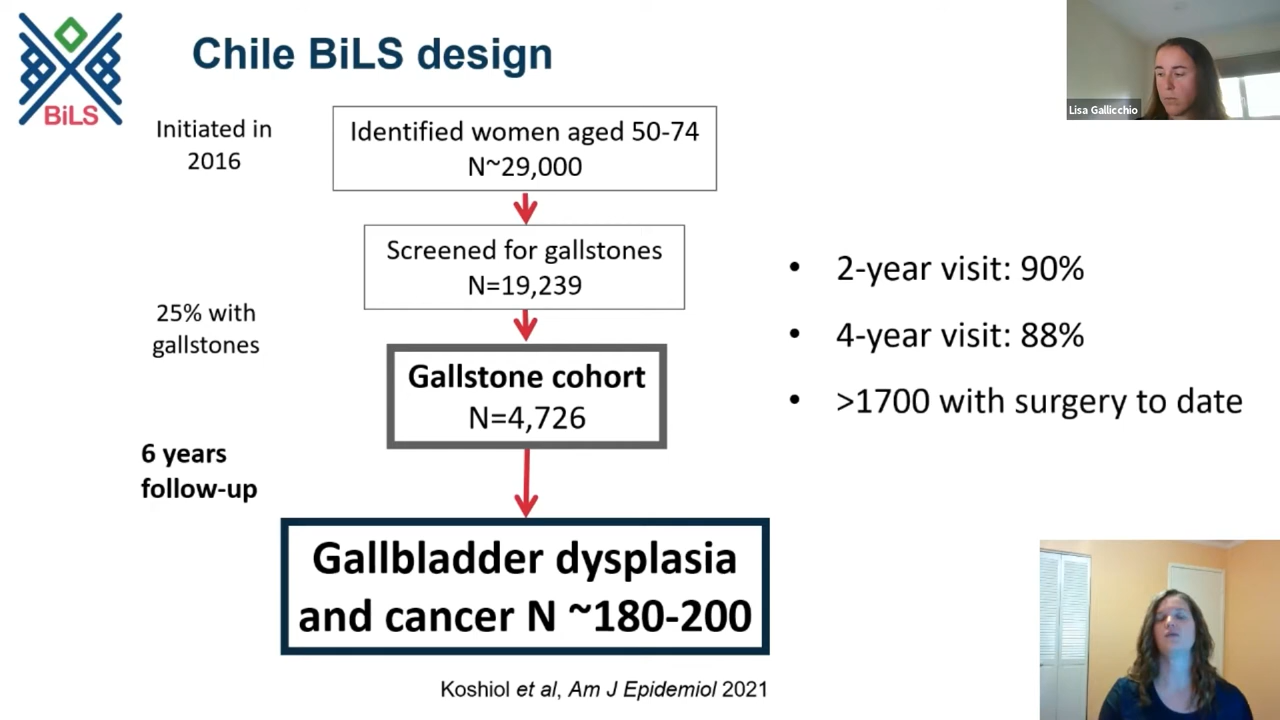 BiLS
Chile BiLS design
Lisa Gallicchio
Initiated in
2016
Identified women aged 50-74
N~29,000
Screened for gallstones
N=19,239
25% with
gallstones
Gallstone cohort
N=4,726
6 years
follow-up
Gallbladder dysplasia
and cancer N ~180-200
• 2-year visit: 90%
• 4-year visit: 88%
• >1700 with surgery to date
Koshiol et al, Am J Epidemiol 2021